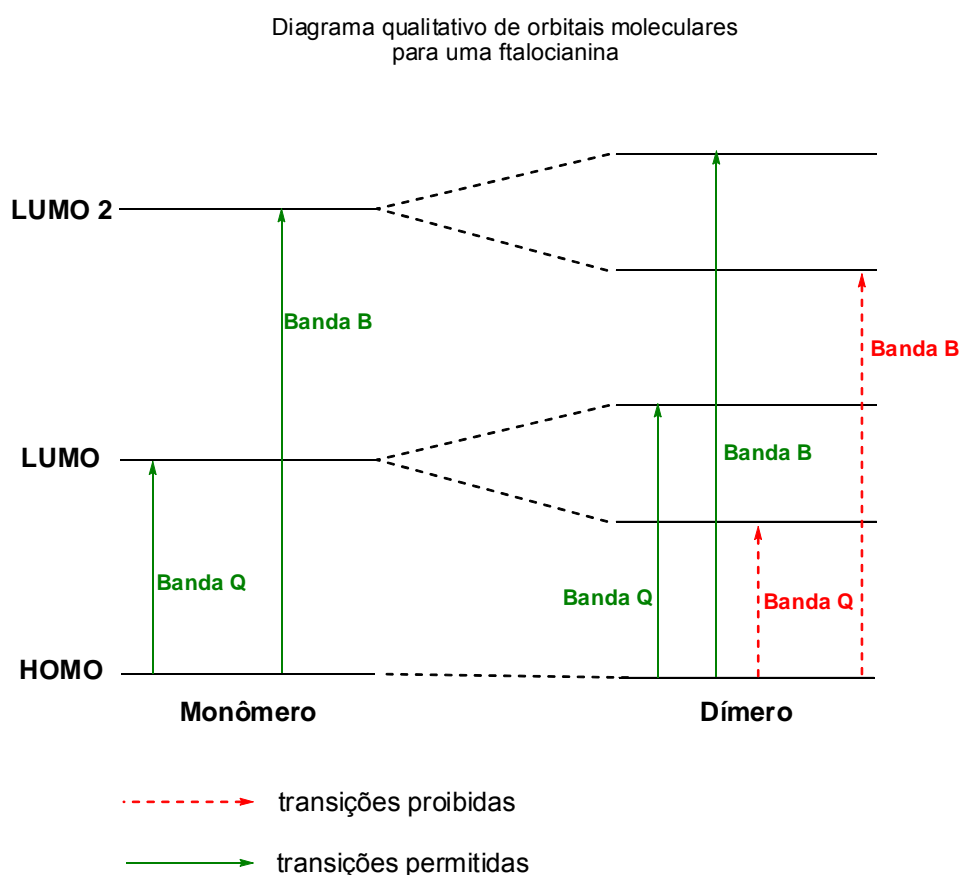 Diagrama qualitativo de orbitais moleculares
para uma ftalocianina
LUMO 2
Banda B
Banda B
LUMO
Banda B
Banda Q
Banda Q
Banda Q
HOMO
Monômero
Dímero
transições proibidas
transições permitidas